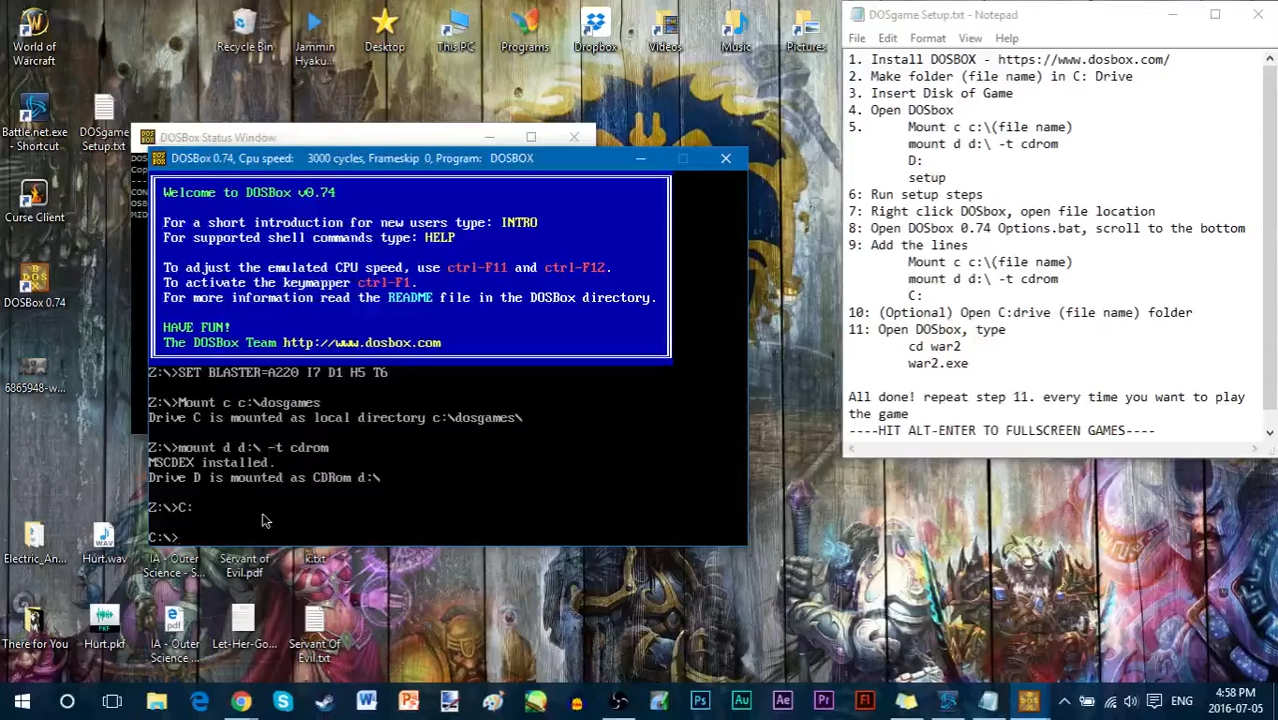 World of
Warcraft
Recycle Bin
Jammin
Hyaku...
Desktop
This PC
Programs
Dropbox
Videos
Music
Pictures
Battle.net.exe
- Shortcut
DOSgame
Setup.txt
Curse Client
DOSBox 0.74
6865948-w...
DOSBox Status Window
DOSBox 0.74, Cpu speed: 3000 cycles, Frameskip 0, Program: DOSBOX
Welcome to DOSBox v0.74
For a short introduction for new users type: INTRO
For supported shell commands type: HELP
To adjust the emulated CPU speed, use ctrl-F11 and ctrl-F12.
To activate the keymapper ctrl-F1.
For more information read the README file in the DOSBox directory.
HAVE FUN!
The DOSBox Team http://www.dosbox.com
Z:\>SET BLASTER=A220 I7 D1 H5 T6
Z:\>Mount c c:\dosgames
Drive C is mounted as local directory c:\dosgames\
Z:\>mount d d:\ -t cdrom
MSCDEX installed.
Drive D is mounted as CDRom d:\
Z:\>C:
C:\>
DOSgame Setup.txt - Notepad
File Edit Format View Help
1. Install DOSBOX - https://www.dosbox.com/
2. Make folder (file name) in C: Drive
3. Insert Disk of Game
4. Open DOSbox
5. Mount c c:\(file name)
mount d d:\ -t cdrom
D:
setup
6: Run setup steps
7: Right click DOSbox, open file location
8: Open DOSbox 0.74 Options.bat, scroll to the bottom
9: Add the lines
Mount c c:\(file name)
mount d d:\ -t cdrom
C:
10: (Optional) Open C:drive (file name) folder
11: Open DOSbox, type
cd war2
war2.exe
All done! repeat step 11. every time you want to play
the game
----HIT ALT-ENTER TO FULLSCREEN GAMES----
Electric_An...
Hurt.wav
IA - Outer
Science - S...
Servant of
Evil.pdf
k.txt
There for You
Hurt.pkf
IA - Outer
Science ...
Let-Her-Go...
Servant Of
Evil.txt
ENG
4:58 PM
2016-07-05